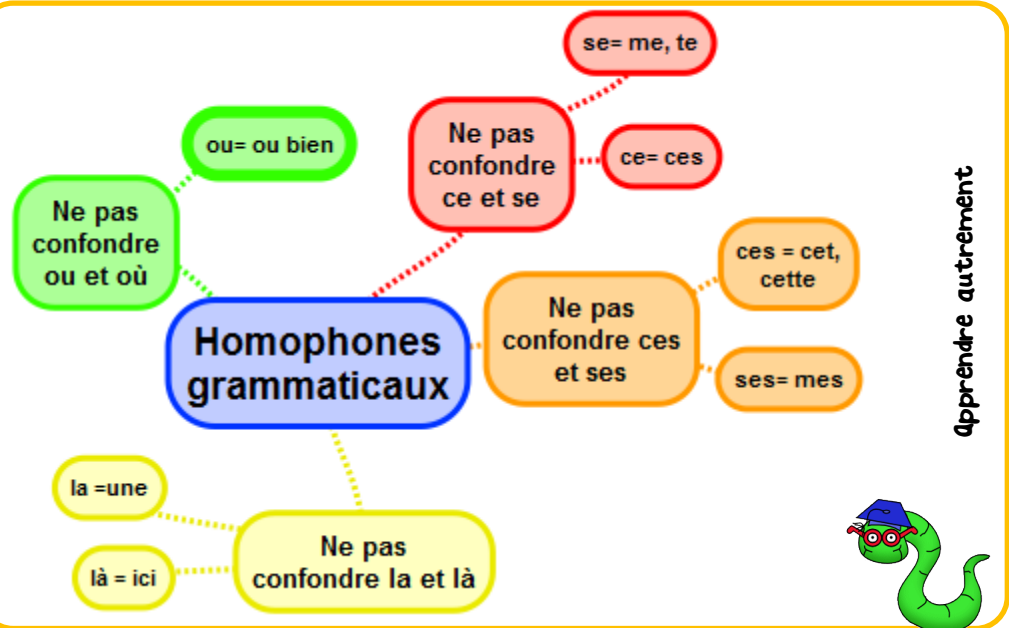 se= me, te
Ne pas
confondre
ce et se
ce= ces
ou= ou bien
Ne pas
confondre
ou et où
ces = cet,
cette
Ne pas
confondre ces
et ses
ses= mes
Homophones
grammaticaux
la =une
là = ici
Ne pas
confondre la et là
apprendre autrement